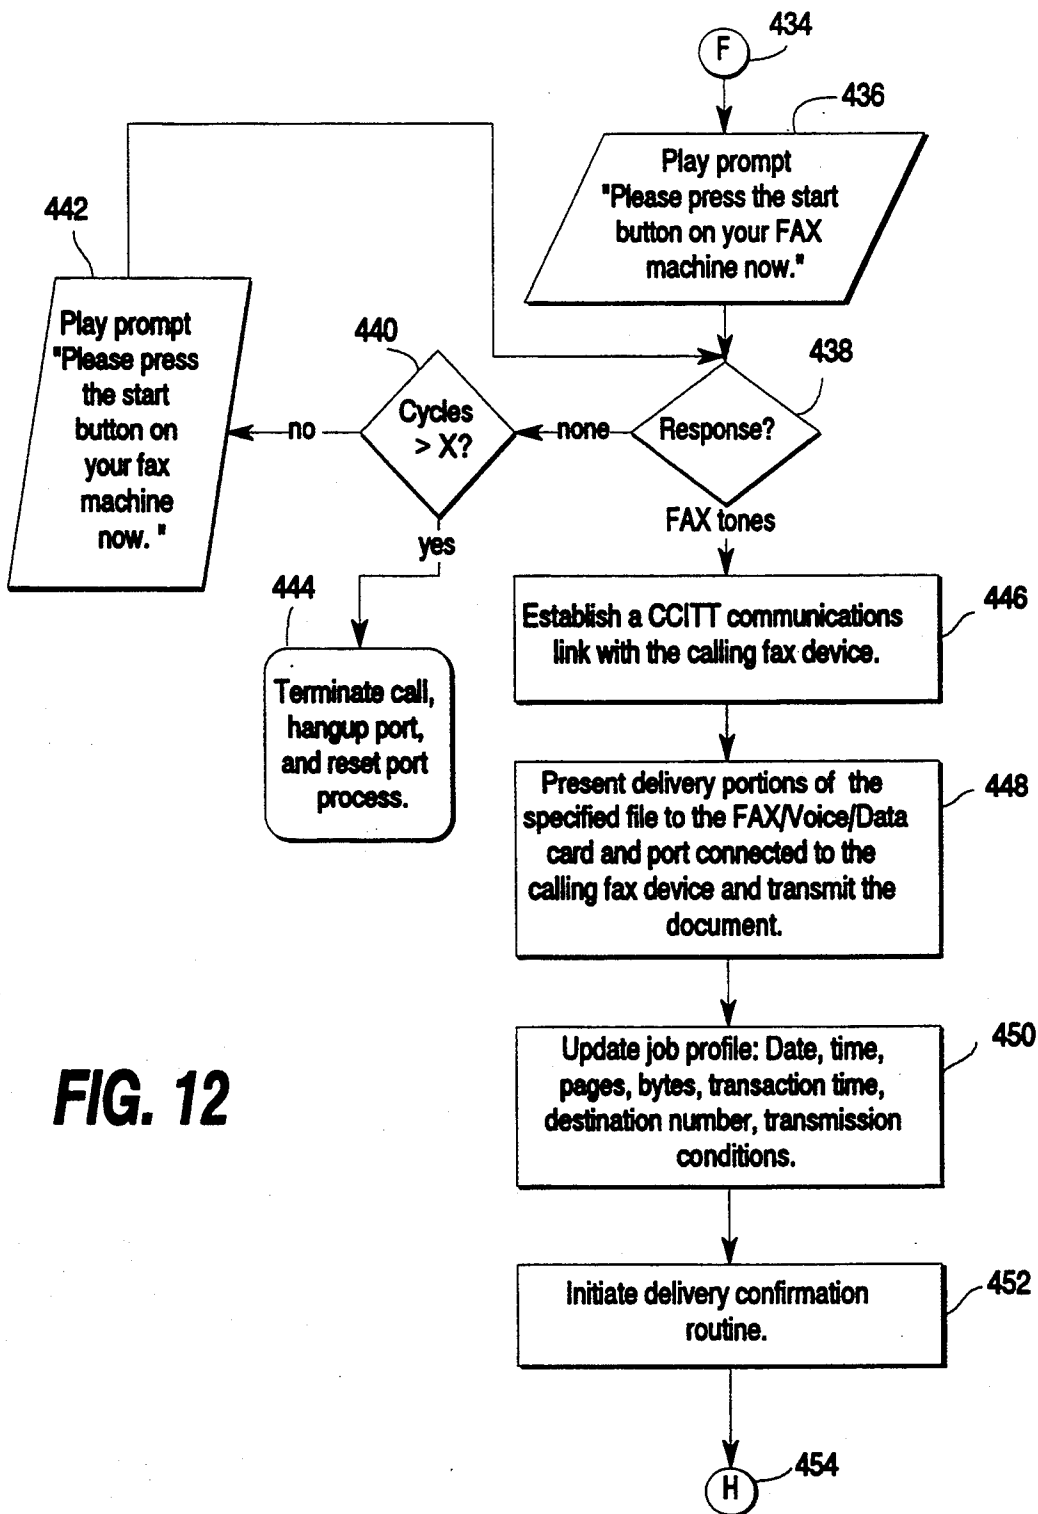 F
434
436
Play prompt
"Please press the start
button on your FAX
machine now."
442
Play prompt
"Please press
the start
button on
your fax
machine
now. "
440
Cycles
> X?
no
none
438
Response?
FAX tones
yes
444
Terminate call,
hangup port,
and reset port
process.
446
Establish a CCITT communications
link with the calling fax device.
448
Present delivery portions of the
specified file to the FAX/Voice/Data
card and port connected to the
calling fax device and transmit the
document.
450
Update job profile: Date, time,
pages, bytes, transaction time,
destination number, transmission
conditions.
FIG. 12
452
Initiate delivery confirmation
routine.
H
454